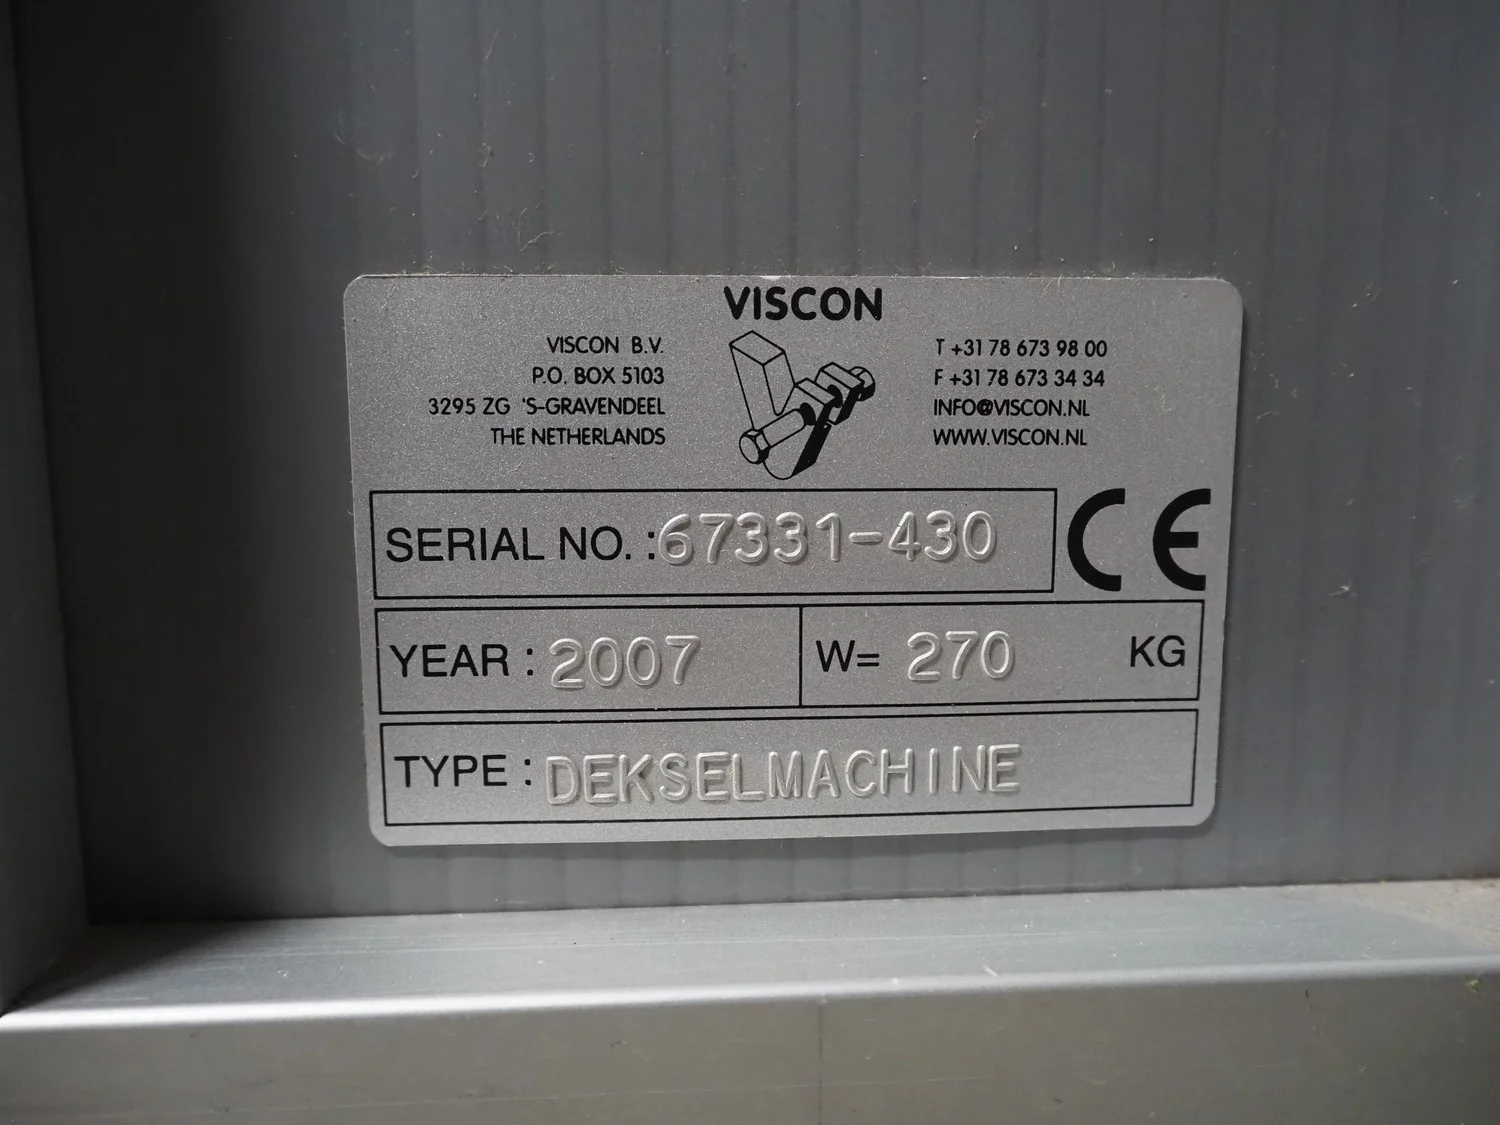 VISCON
VISCON B.V.
P.O. BOX 5103
3295 ZG 'S-GRAVENDEEL
THE NETHERLANDS
T +31 78 673 98 00
F +31 78 673 34 34
INFO@VISCON.NL
WWW.VISCON.NL
SERIAL NO. :67331-430
CE
YEAR : 2007
W= 270 KG
TYPE : DEKSELMACHINE